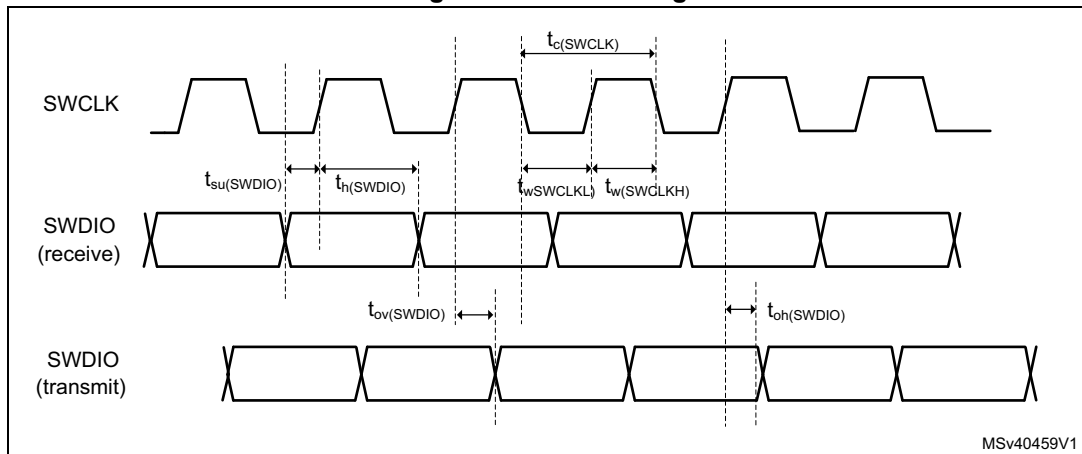 tc(SWCLK)
SWCLK
tsu(SWDIO) th(SWDIO) twSWCLKL) tw(SWCLKH)
SWDIO
(receive)
tov(SWDIO) toh(SWDIO)
SWDIO
(transmit)
MSv40459V1